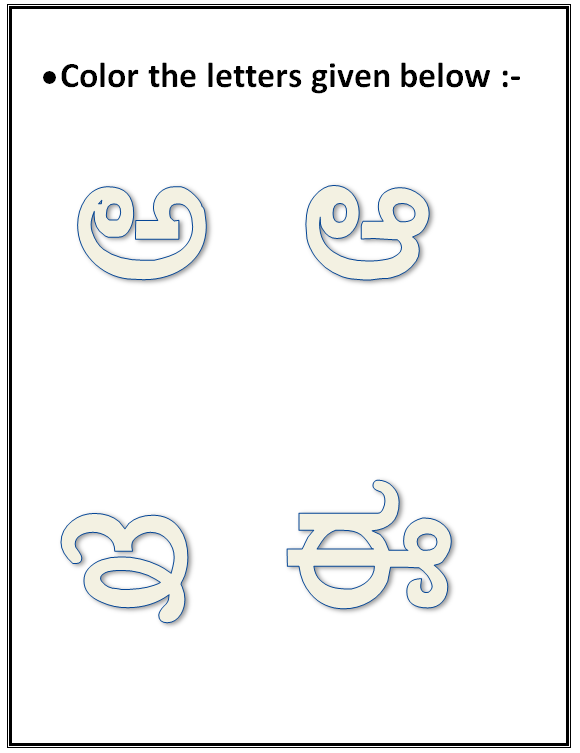 •Color the letters given below :-
ಅ ಆ
ಇ ಈ